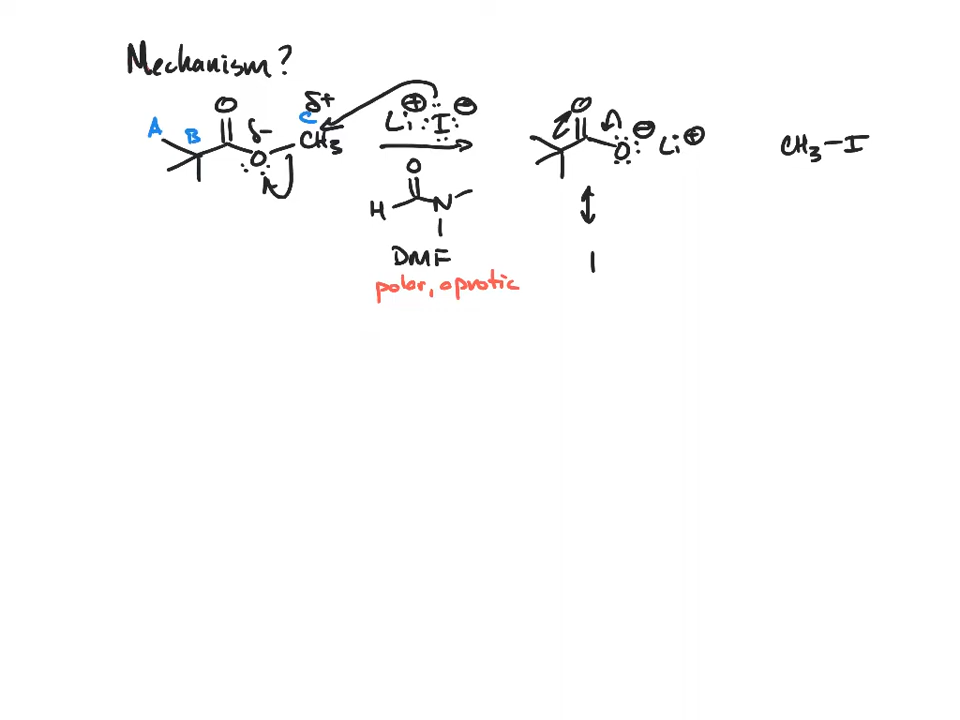 Mechanism?
A B O δ- O δ+ C CH3 Li ⊕ I ⊖ O O ⊖ Li ⊕ CH3-I
H O N
DMF
polar, aprotic